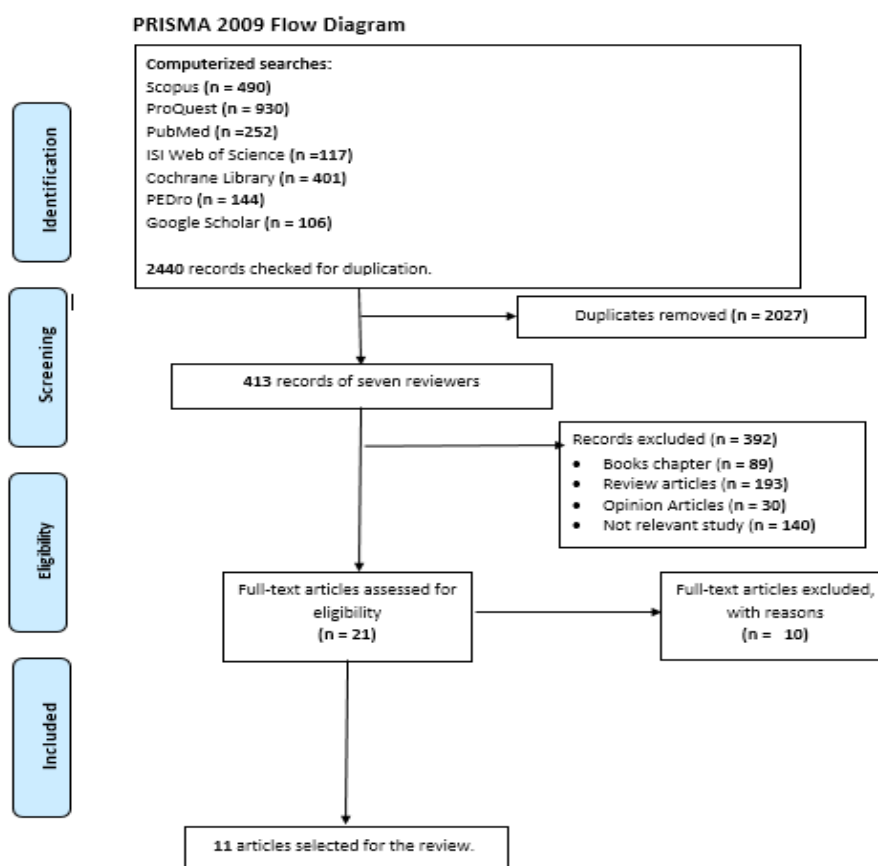 PRISMA 2009 Flow Diagram
Computerized searches:
Scopus (n = 490)
ProQuest (n = 930)
PubMed (n =252)
ISI Web of Science (n =117)
Cochrane Library (n = 401)
PEDro (n = 144)
Google Scholar (n = 106)
2440 records checked for duplication.
Identification
Duplicates removed (n = 2027)
Screening
413 records of seven reviewers
Records excluded (n = 392)
• Books chapter (n = 89)
• Review articles (n = 193)
• Opinion Articles (n = 30)
• Not relevant study (n = 140)
Eligibility
Full-text articles assessed for
eligibility
(n = 21)
Full-text articles excluded,
with reasons
(n = 10)
Included
11 articles selected for the review.